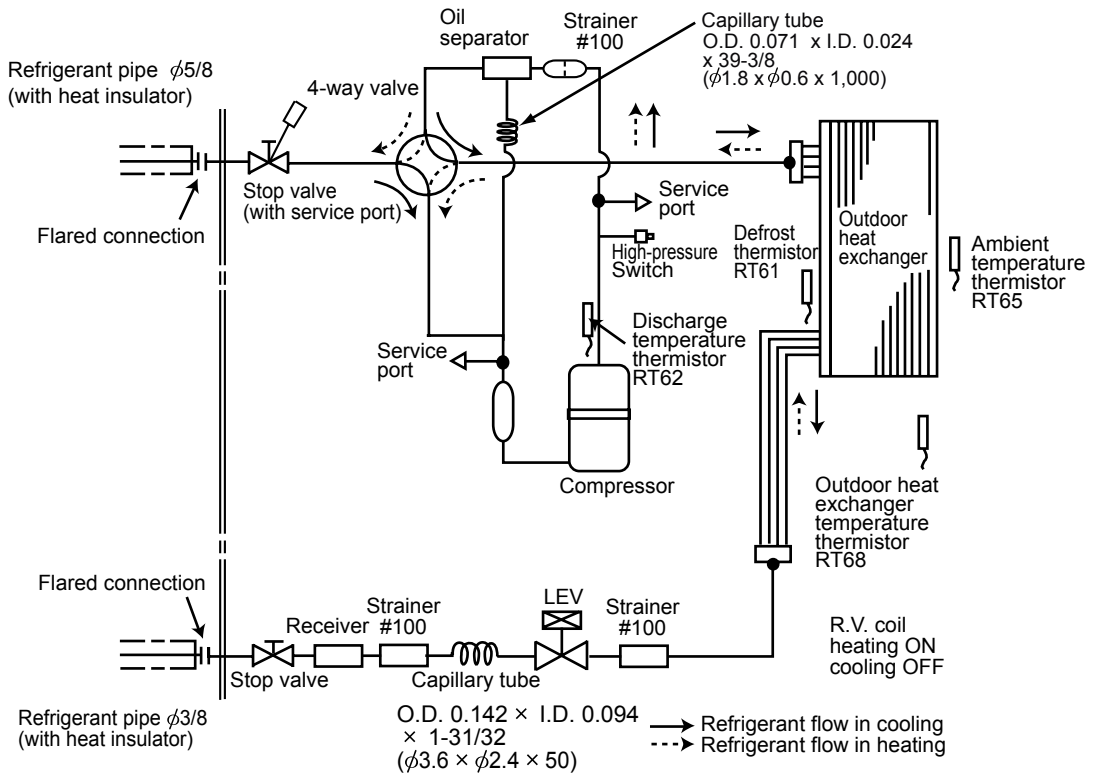 Oil
separator
Strainer
#100
Capillary tube
O.D. 0.071 x I.D. 0.024
x 39-3/8
(ϕ1.8 x ϕ0.6 x 1,000)
Refrigerant pipe ϕ5/8
(with heat insulator)
4-way valve
Stop valve
(with service port)
Flared connection
Service
port
High-pressure
Switch
Defrost
thermistor
RT61
Outdoor
heat
exchanger
Ambient
temperature
thermistor
RT65
Discharge
temperature
thermistor
RT62
Service
port
Compressor
Outdoor heat
exchanger
temperature
thermistor
RT68
Flared connection
Receiver
Strainer
#100
LEV
Strainer
#100
R.V. coil
heating ON
cooling OFF
Stop valve
Capillary tube
O.D. 0.142 × I.D. 0.094
× 1-31/32
(ϕ3.6 × ϕ2.4 × 50)
Refrigerant pipe ϕ3/8
(with heat insulator)
Refrigerant flow in cooling
Refrigerant flow in heating